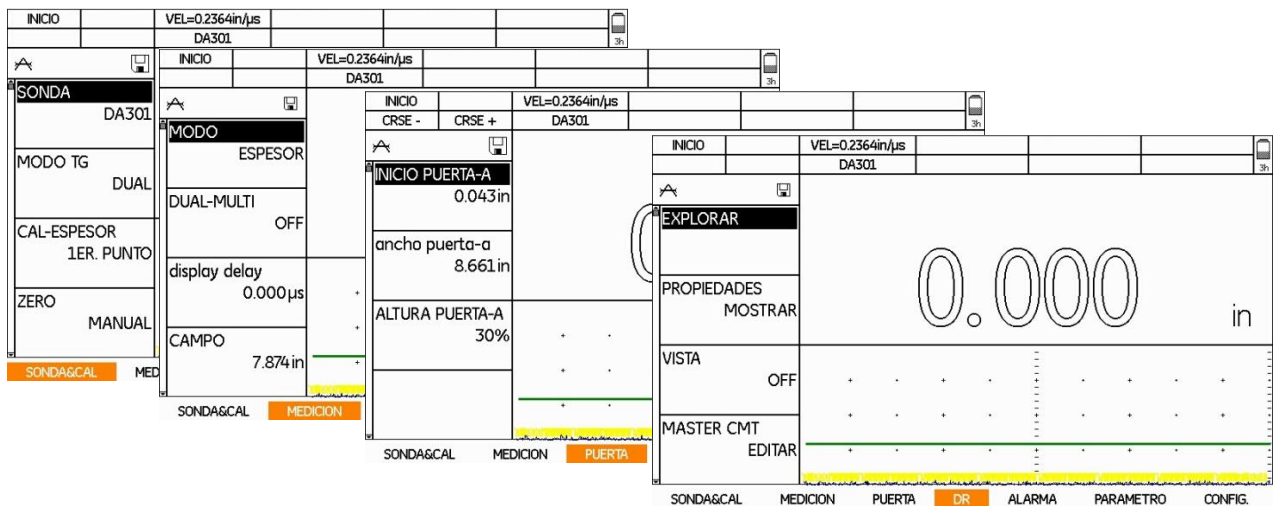 INICIO VEL=0.2364in/µs
DA301
3h
SONDA
DA301
MODO TG
DUAL
CAL-ESPESOR
1ER. PUNTO
ZERO
MANUAL
SONDA&CAL MED
INICIO VEL=0.2364in/µs
DA301
3h
MODO
ESPESOR
DUAL-MULTI
OFF
display delay
0.000µs
CAMPO
7.874in
SONDA&CAL MEDICION
INICIO VEL=0.2364in/µs
CRSE - CRSE + DA301
3h
INICIO PUERTA-A
0.043in
ancho puerta-a
8.661in
ALTURA PUERTA-A
30%
0
SONDA&CAL MEDICION PUERTA
INICIO VEL=0.2364in/µs
DA301
3h
EXPLORAR
PROPIEDADES
MOSTRAR
VISTA
OFF
MASTER CMT
EDITAR
0.000 in
SONDA&CAL MEDICION PUERTA DR ALARMA PARAMETRO CONFIG.